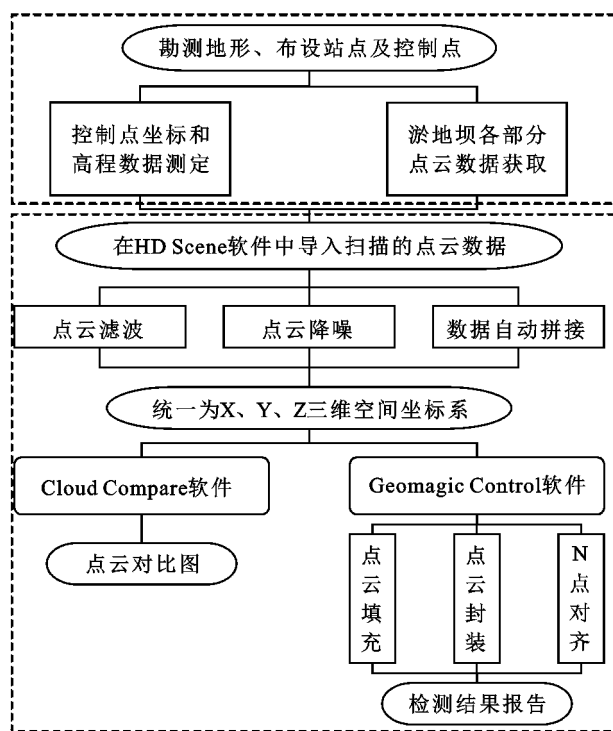 勘测地形、布设站点及控制点
控制点坐标和
高程数据测定
淤地坝各部分
点云数据获取
在HD Scene软件中导入扫描的点云数据
点云滤波
点云降噪
数据自动拼接
统一为X、Y、Z三维空间坐标系
Cloud Compare软件
Geomagic Control软件
点云对比图
点云填充
点云封装
N点对齐
检测结果报告